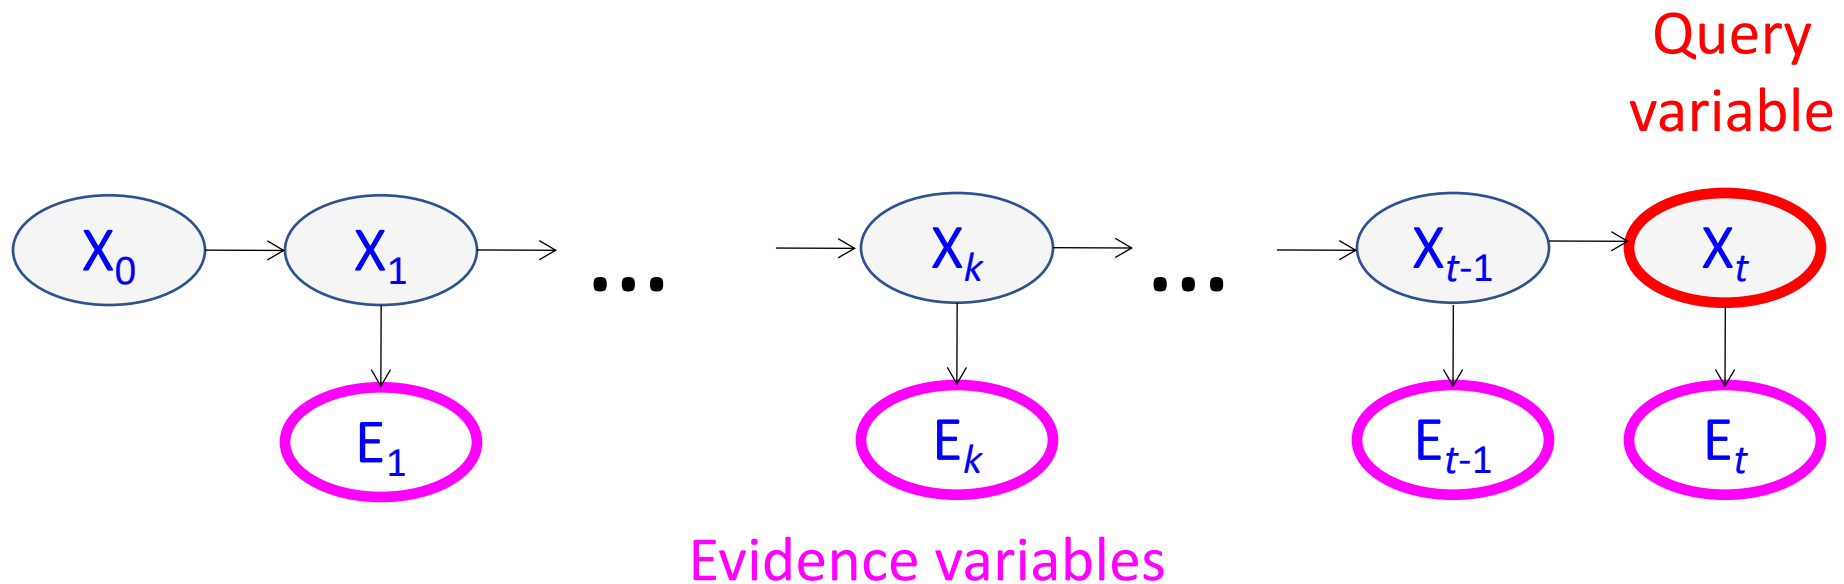 Query
variable
X0
X1
...
Xk
...
Xt-1
Xt
E1
Ek
Et-1
Et
Evidence variables